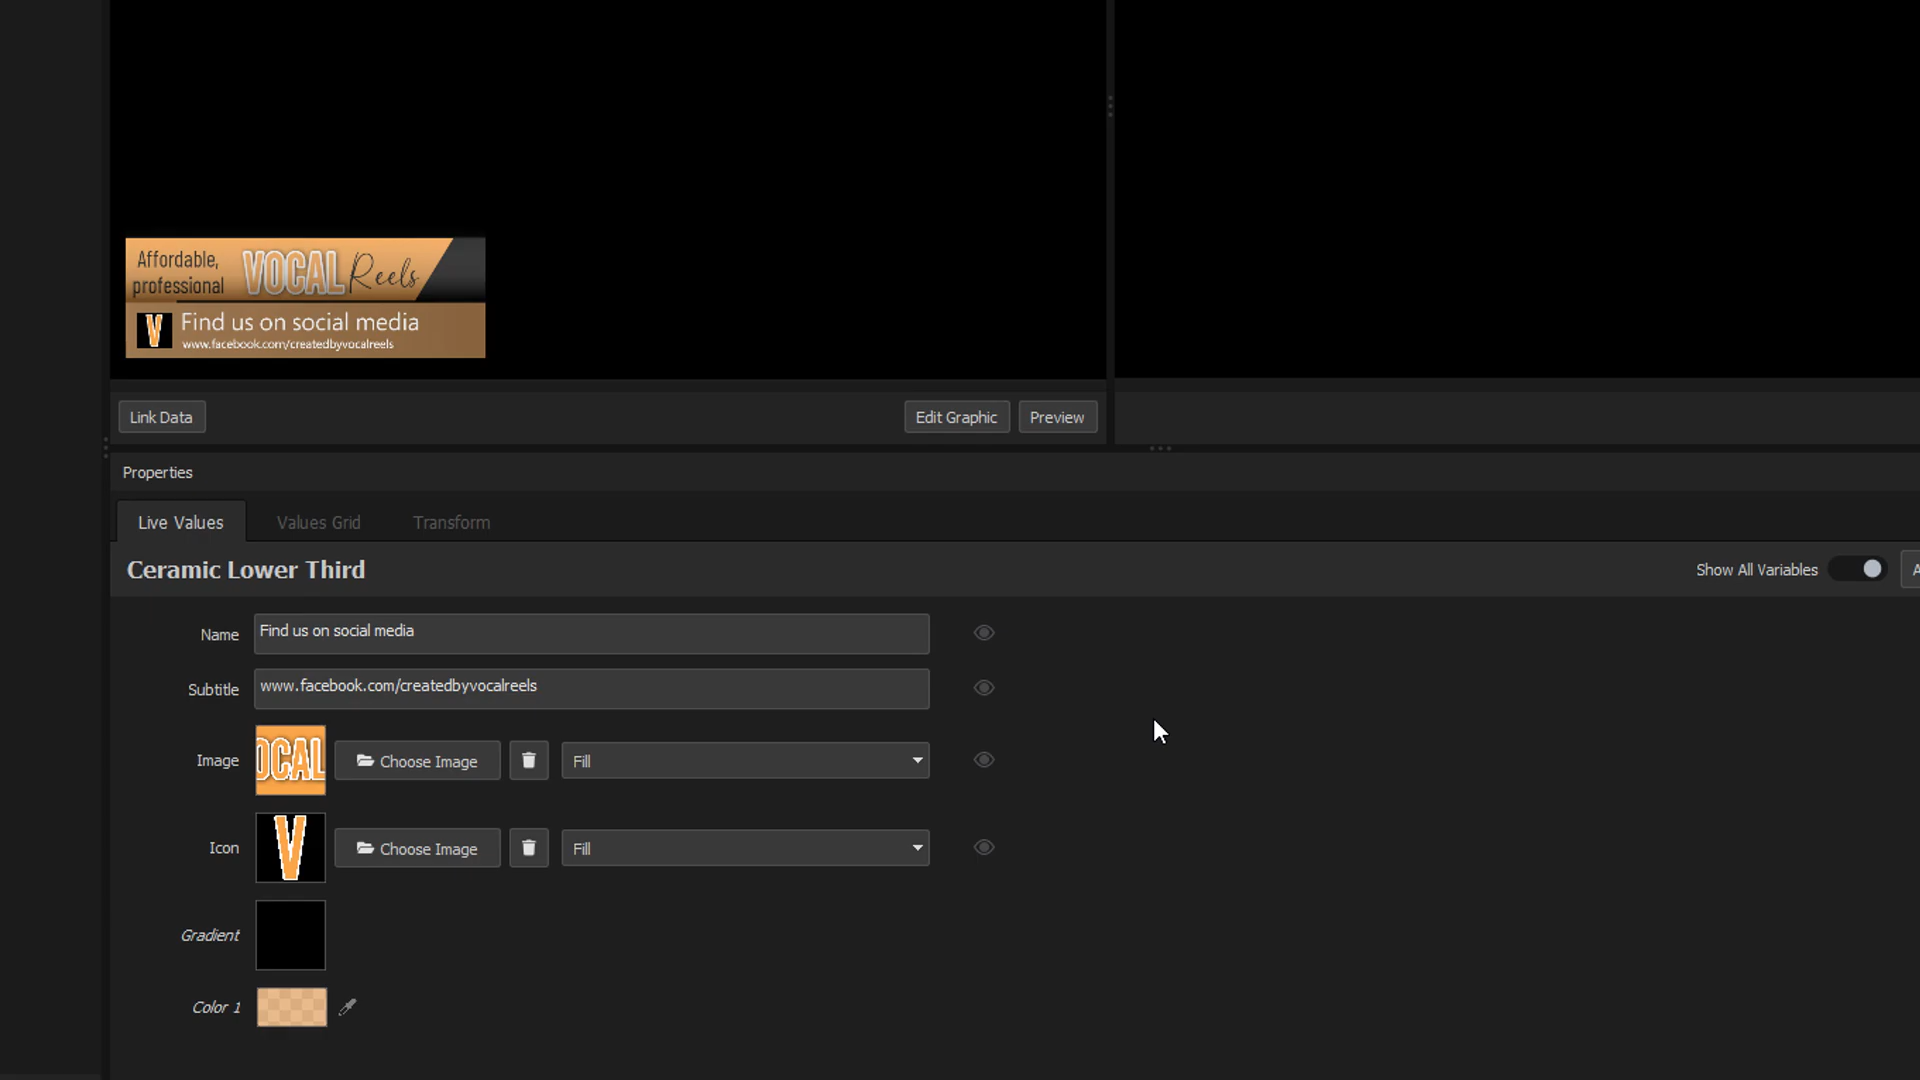 Affordable,
professional
VOCAL Reels
V
Find us on social media
www.facebook.com/createdbyvocalreels
Link Data
Edit Graphic
Preview
Properties
Live Values
Values Grid
Transform
Ceramic Lower Third
Show All Variables
A
Name
Find us on social media
Subtitle
www.facebook.com/createdbyvocalreels
Image
OCAL
Choose Image
Fill
Icon
V
Choose Image
Fill
Gradient
Color 1